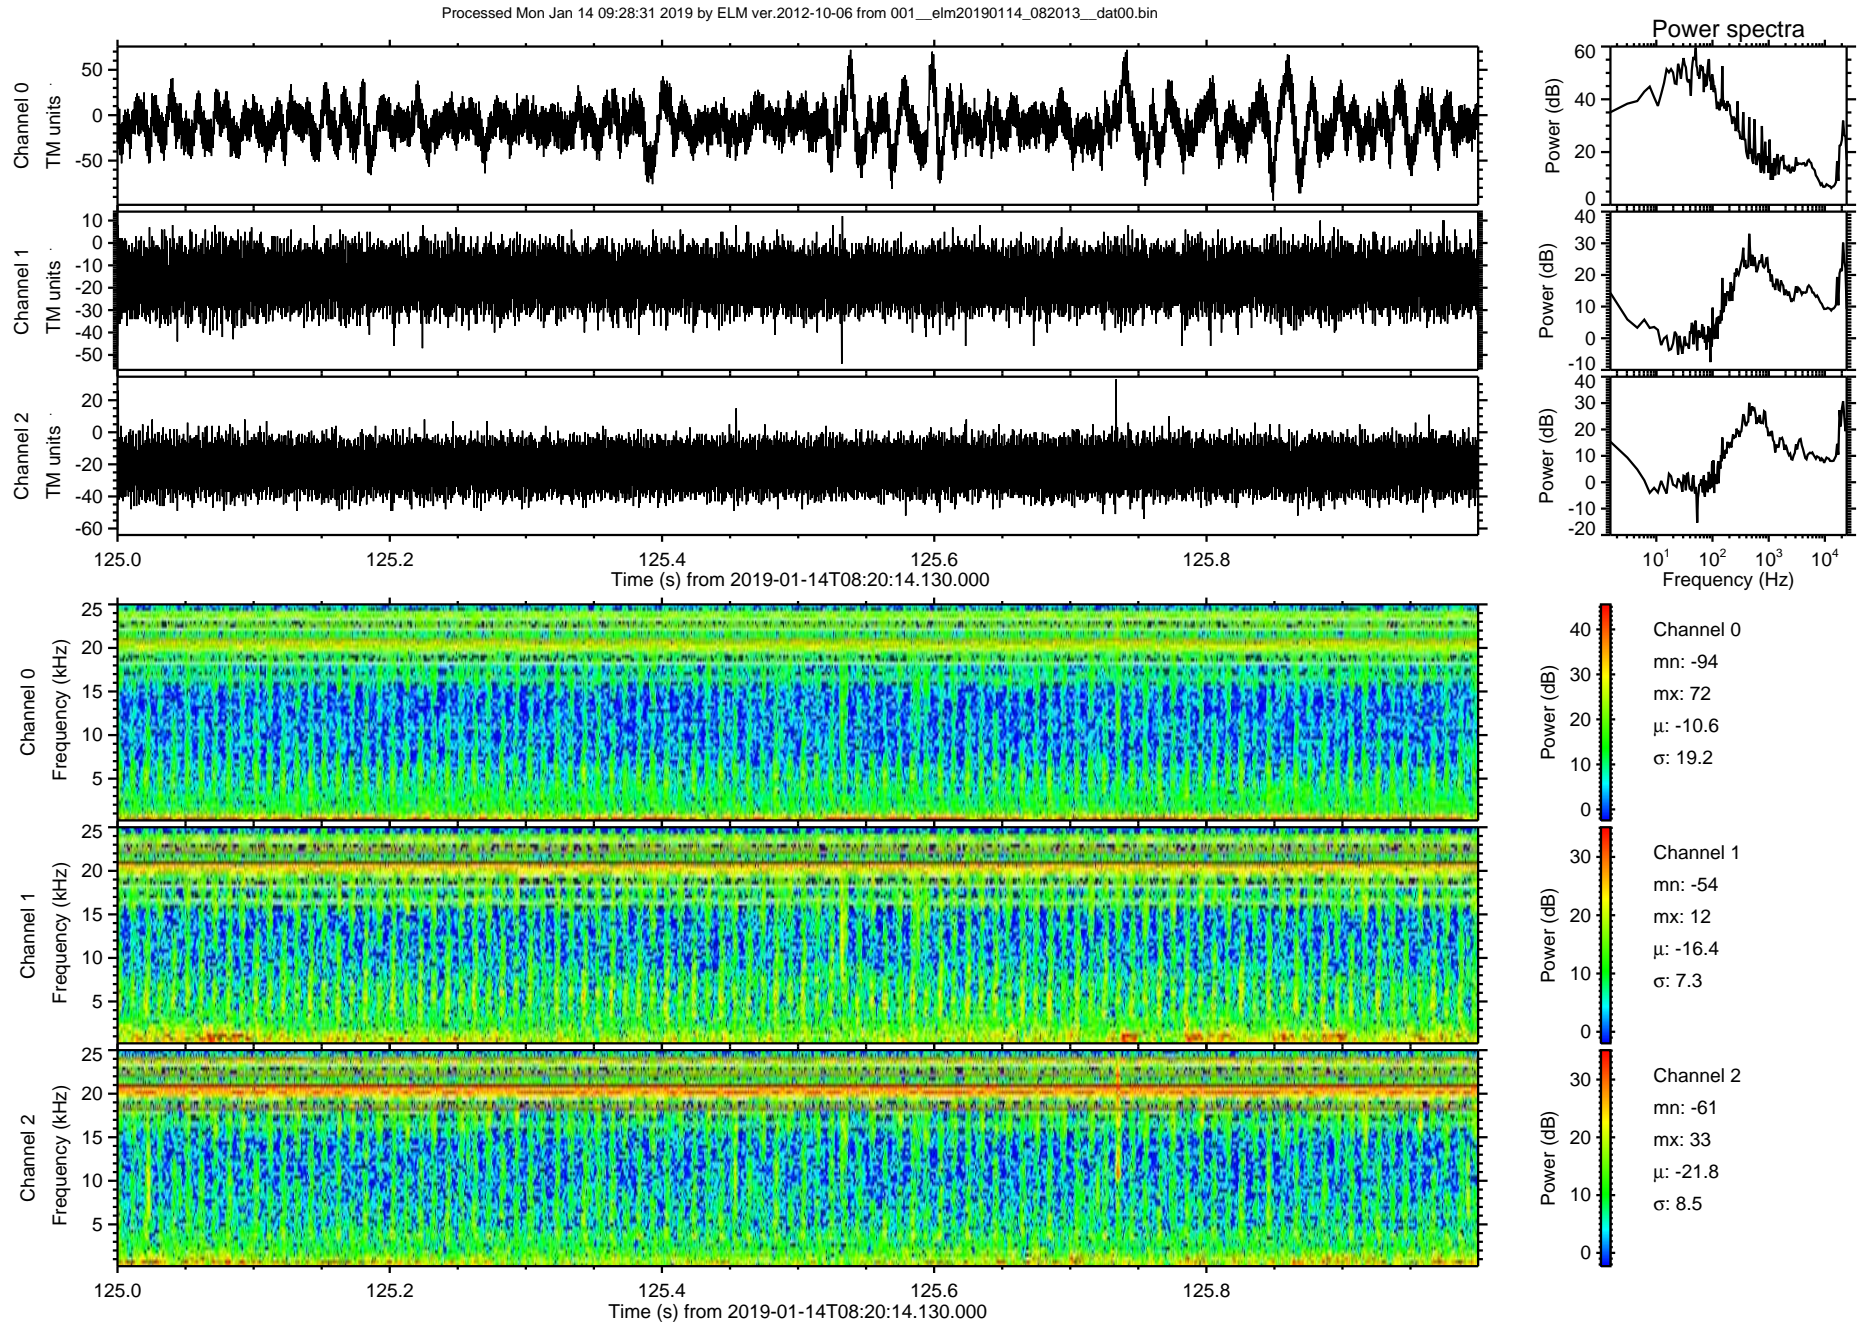 Processed Mon Jan 14 09:28:31 2019 by ELM ver.2012-10-06 from 001__elm20190114_082013__dat00.bin
Power spectra
Channel 0
TM units
50
0
-50
Power (dB)
60
40
20
0
Channel 1
TM units
10
0
-10
-20
-30
-40
-50
Power (dB)
40
30
20
10
0
-10
Channel 2
TM units
20
0
-20
-40
-60
Power (dB)
40
30
20
10
0
-10
-20
125.0 125.2 125.4 125.6 125.8
Time (s) from 2019-01-14T08:20:14.130.000
10^1 10^2 10^3 10^4
Frequency (Hz)
Channel 0
Frequency (kHz)
25
20
15
10
5
Power (dB)
40
30
20
10
0
Channel 0
mn: -94
mx: 72
μ: -10.6
σ: 19.2
Channel 1
Frequency (kHz)
25
20
15
10
5
Power (dB)
30
20
10
0
Channel 1
mn: -54
mx: 12
μ: -16.4
σ: 7.3
Channel 2
Frequency (kHz)
25
20
15
10
5
Power (dB)
30
20
10
0
Channel 2
mn: -61
mx: 33
μ: -21.8
σ: 8.5
125.0 125.2 125.4 125.6 125.8
Time (s) from 2019-01-14T08:20:14.130.000